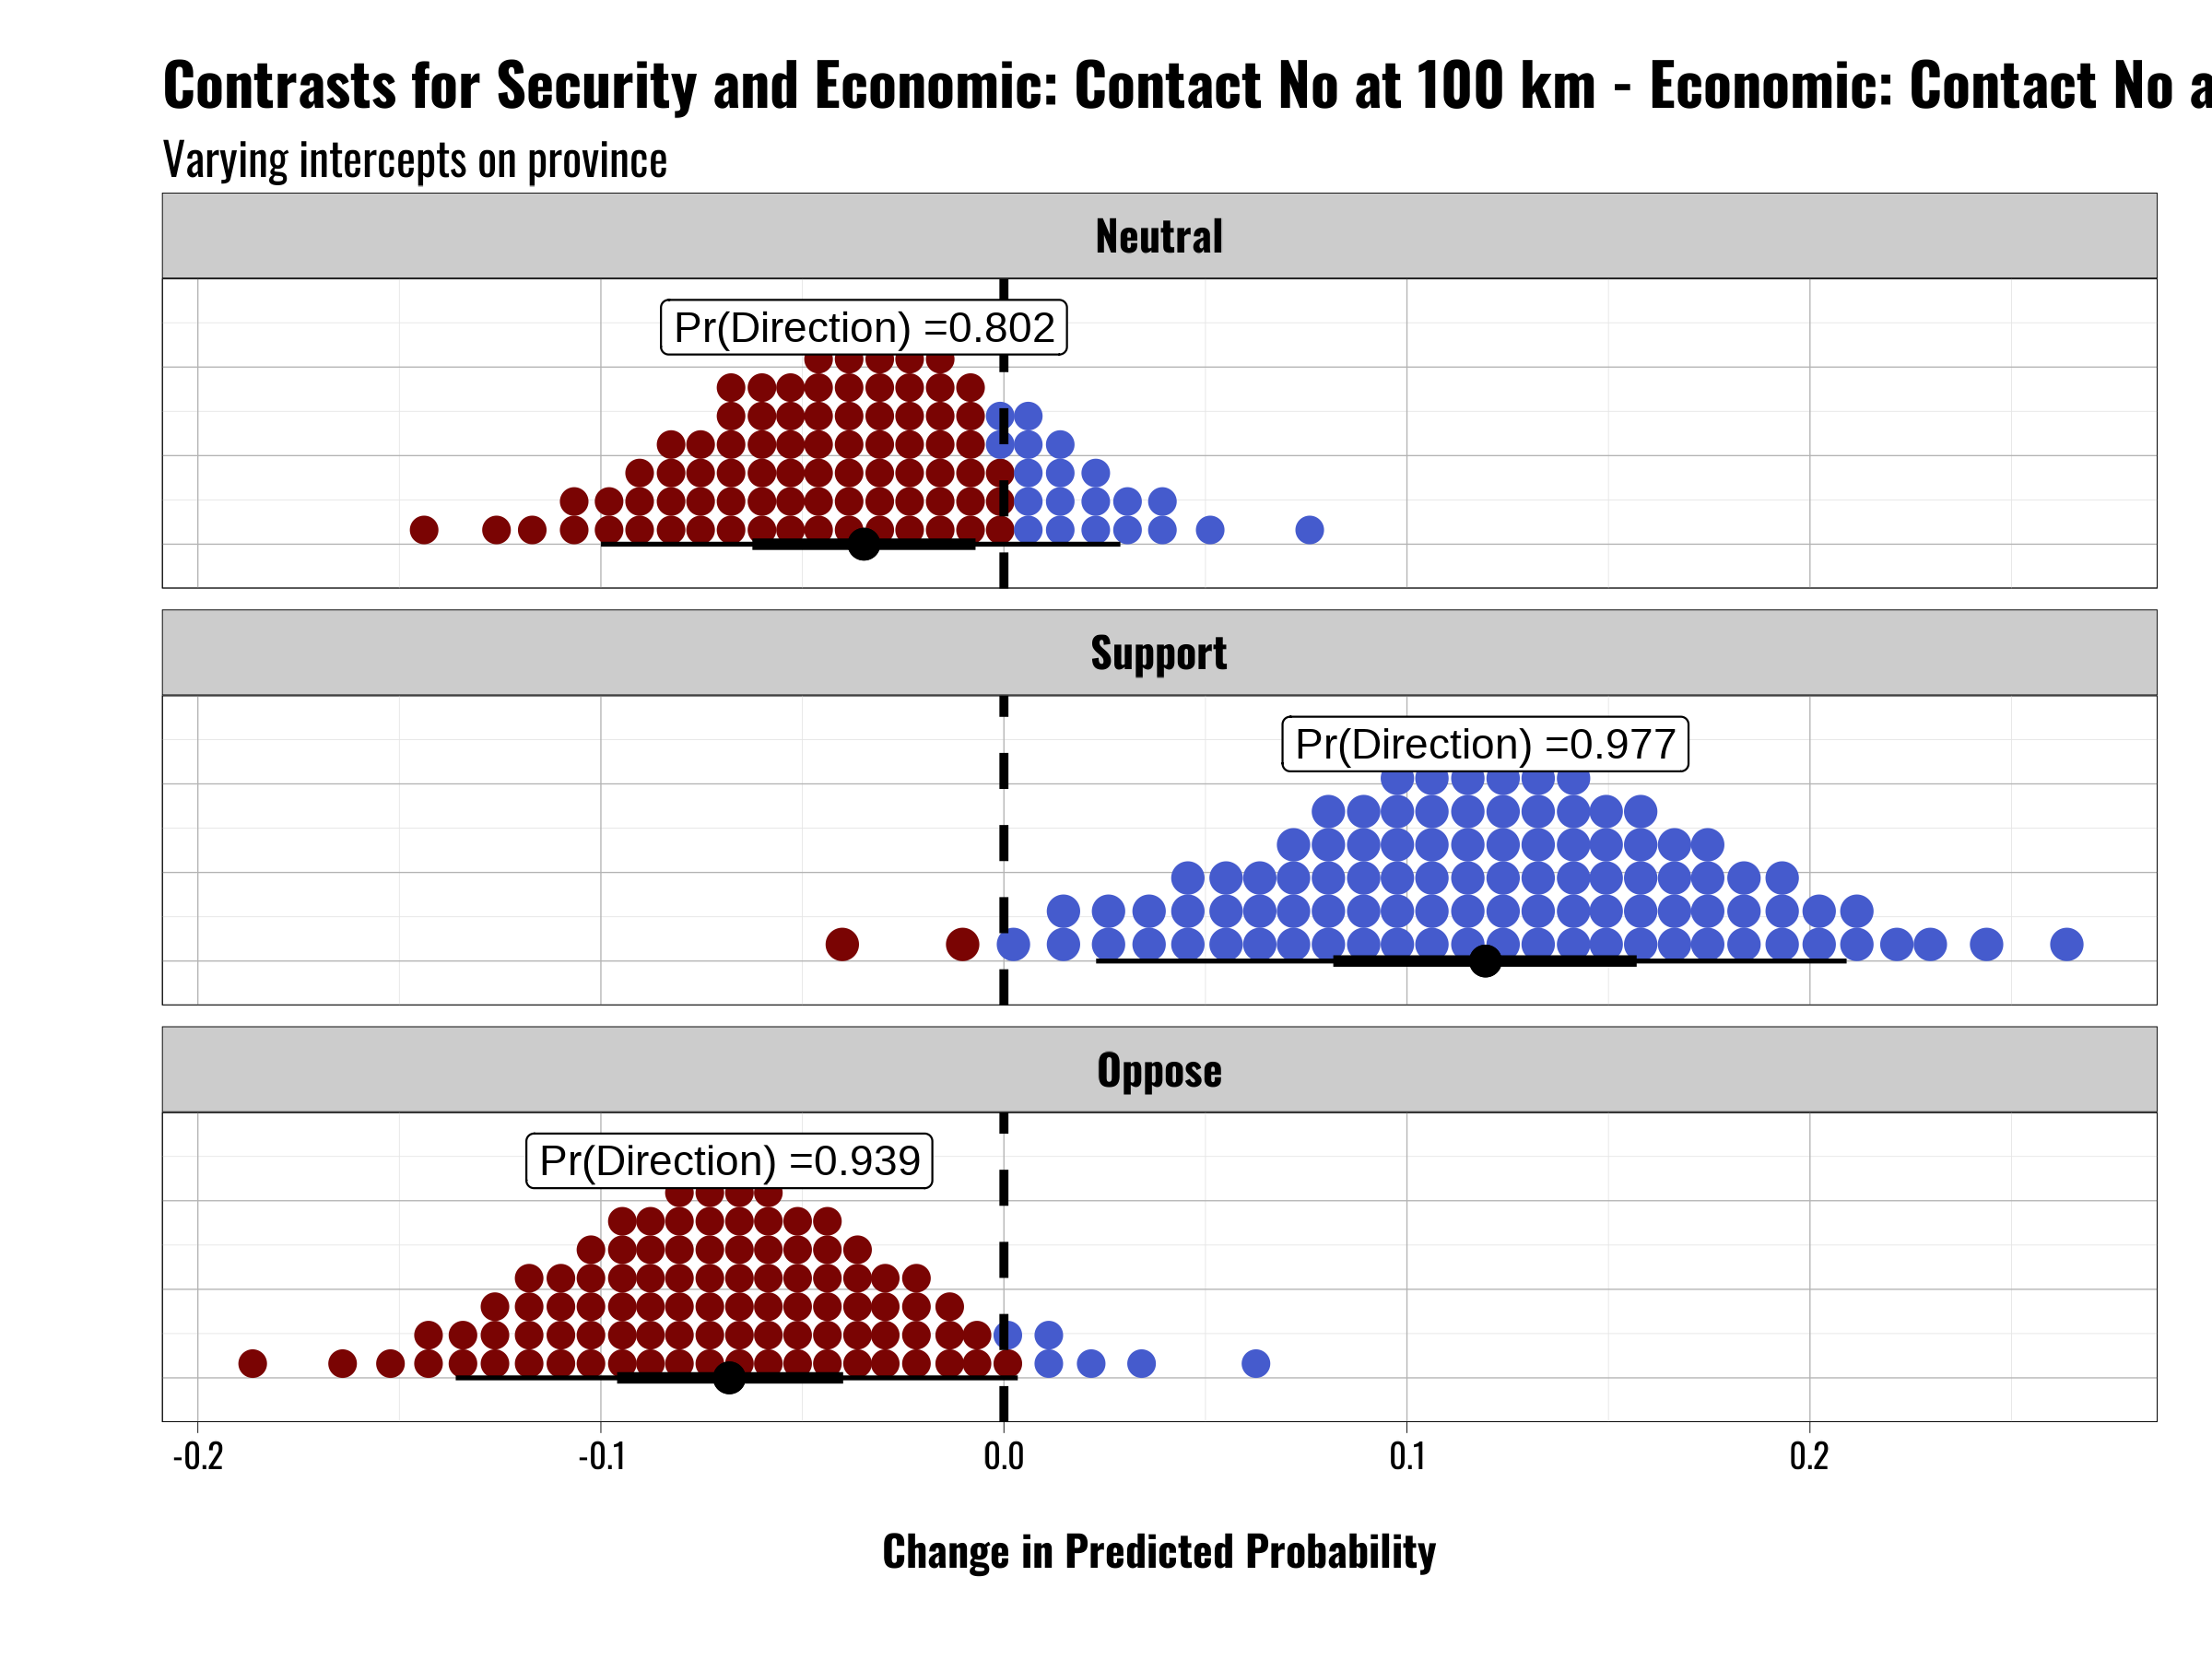 Contrasts for Security and Economic: Contact No at 100 km - Economic: Contact No a
Varying intercepts on province
Neutral
Pr(Direction) =0.802
Support
Pr(Direction) =0.977
Oppose
Pr(Direction) =0.939
-0.2 -0.1 0.0 0.1 0.2
Change in Predicted Probability